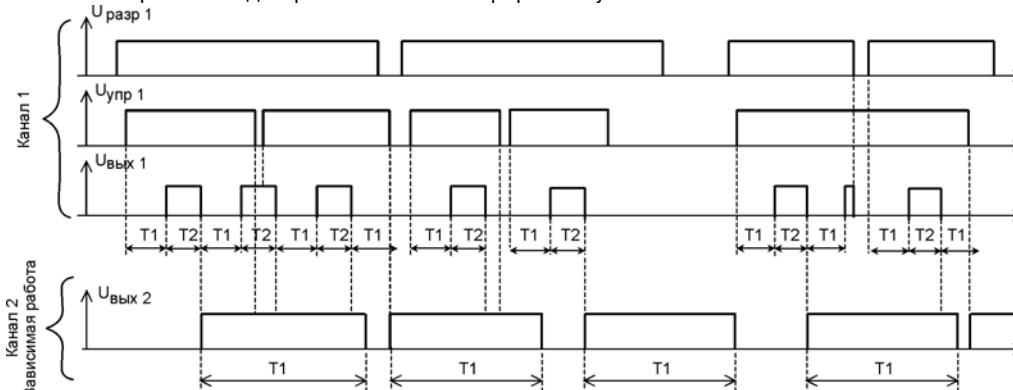 U разр 1
Канал 1
U упр 1
U вых 1
T1 T2 T1 T2 T1 T2 T1 T1 T2 T1 T2 T1 T2 T1 T1 T2 T1
Канал 2
зависимая работа
U вых 2
T1 T1 T1 T1